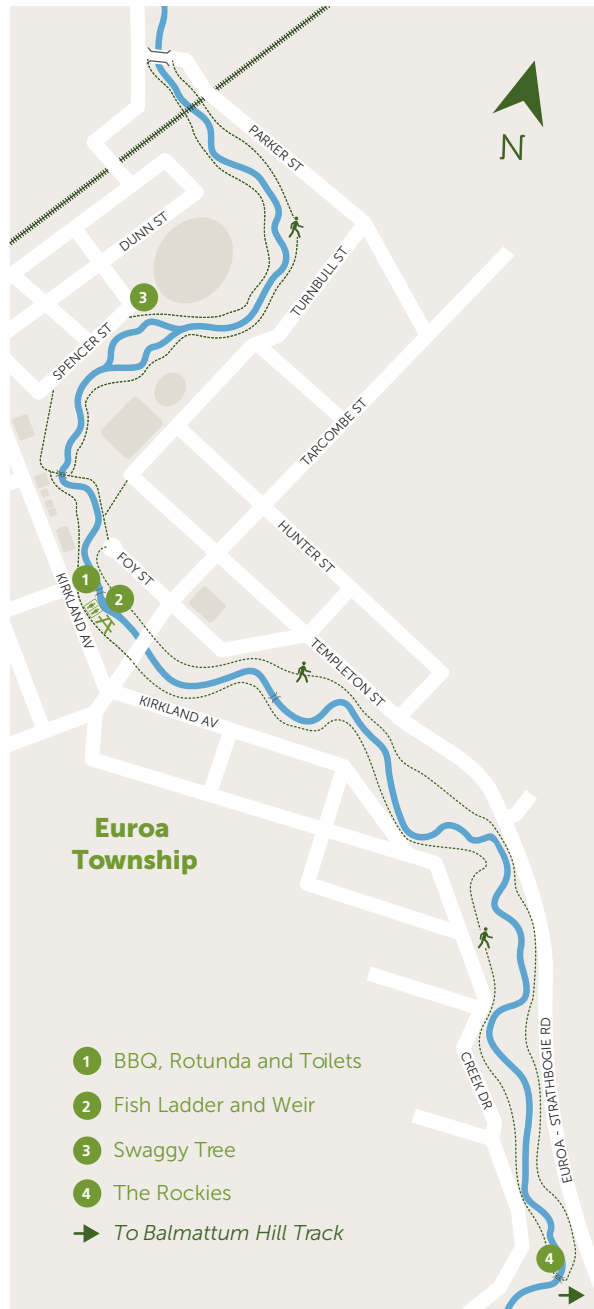 PARKER ST
N
DUNN ST
TURNBULL ST
3
SPENCER ST
TARCOMBE ST
HUNTER ST
FOY ST
1
2
KIRKLAND AV
TEMPLETON ST
KIRKLAND AV
Euroa
Township
CREEK DR
EUROA - STRATHBOGIE RD
1 BBQ, Rotunda and Toilets
2 Fish Ladder and Weir
3 Swaggy Tree
4 The Rockies
To Balmattum Hill Track
4